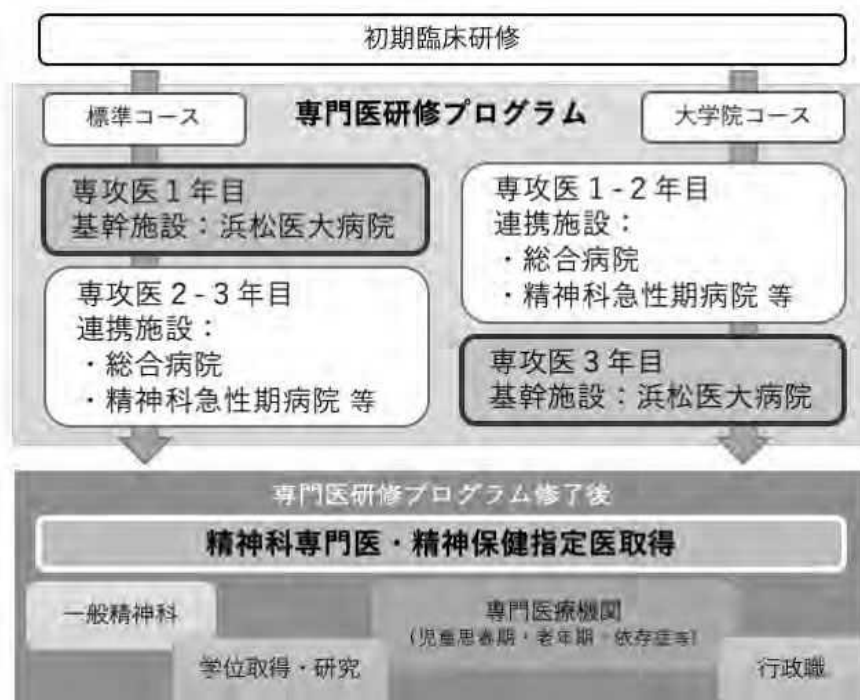 初期臨床研修
標準コース
専門医研修プログラム
大学院コース
専攻医1年目
基幹施設：浜松医大病院
専攻医2-3年目
連携施設：
・総合病院
・精神科急性期病院 等
専攻医1-2年目
連携施設：
・総合病院
・精神科急性期病院 等
専攻医3年目
基幹施設：浜松医大病院
専門医研修プログラム修了後
精神科専門医・精神保健指定医取得
一般精神科
専門医療機関
(児童思春期・老年期・依存症等)
学位取得・研究
行政職